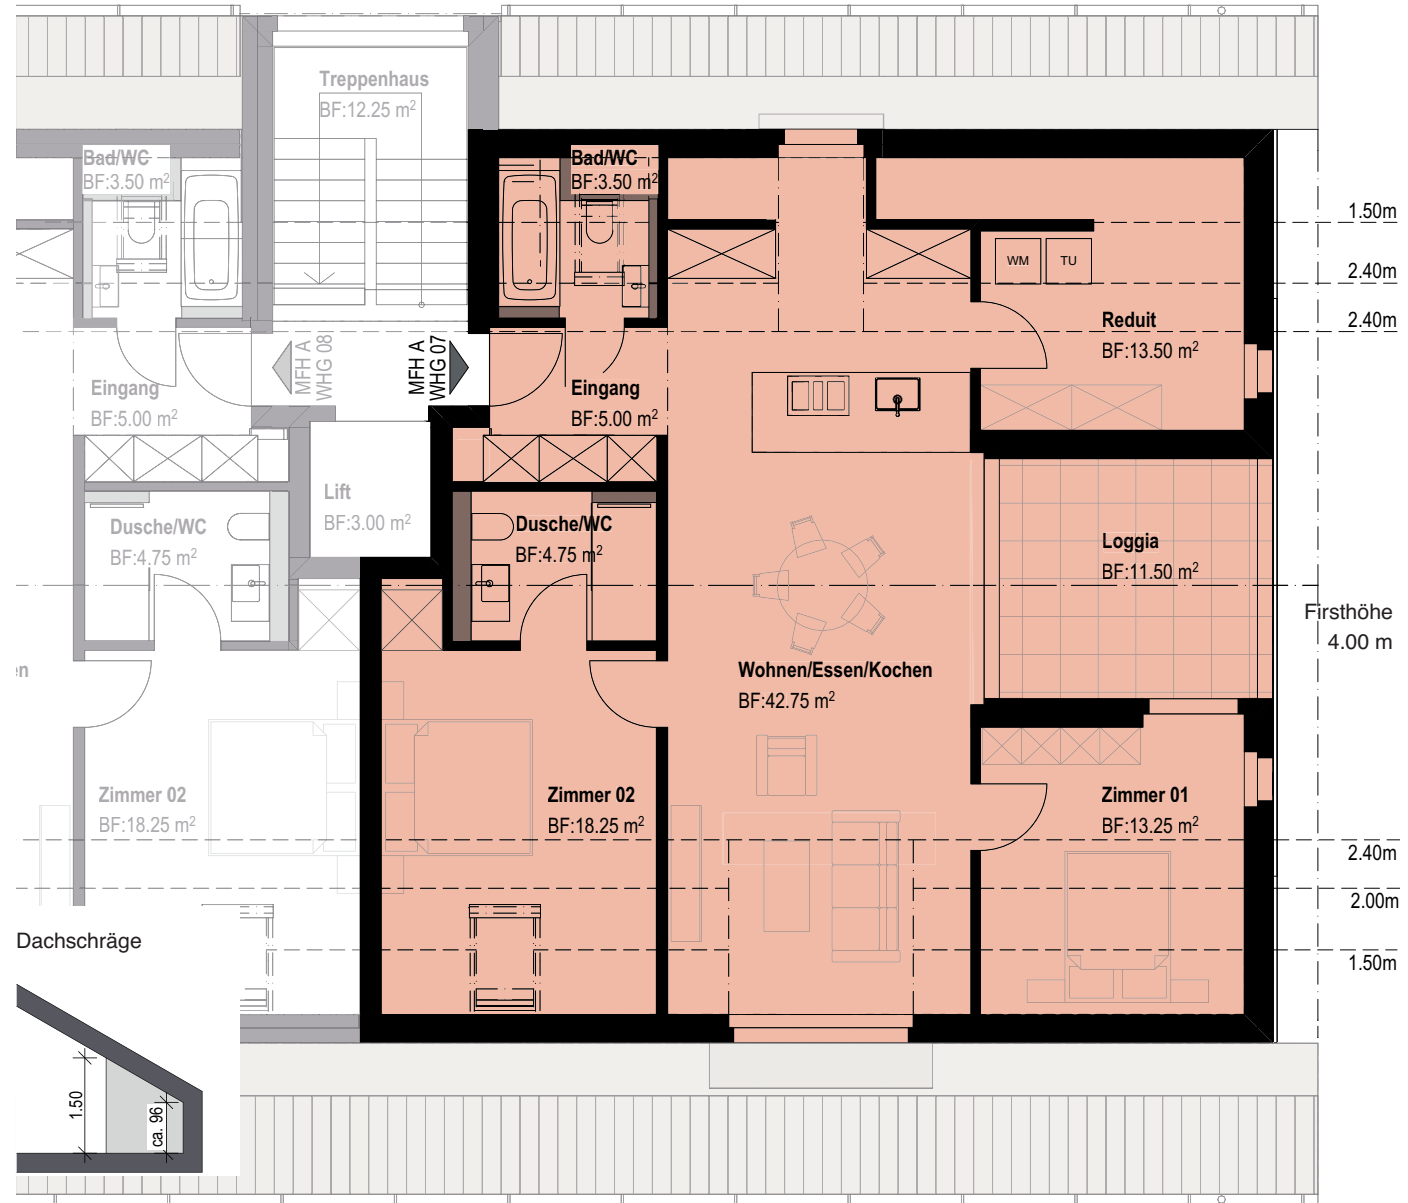 Treppenhaus
BF:12.25 m²
Bad/WC
BF:3.50 m²
Bad/WC
BF:3.50 m²
1.50m
2.40m
2.40m
WM
TU
Reduit
BF:13.50 m²
MFH A
WHG 08
MFH A
WHG 07
Eingang
BF:5.00 m²
Eingang
BF:5.00 m²
Lift
BF:3.00 m²
Dusche/WC
BF:4.75 m²
Dusche/WC
BF:4.75 m²
Loggia
BF:11.50 m²
Firsthöhe
4.00 m
en
Wohnen/Essen/Kochen
BF:42.75 m²
Zimmer 02
BF:18.25 m²
Zimmer 02
BF:18.25 m²
Zimmer 01
BF:13.25 m²
2.40m
2.00m
1.50m
Dachschräge
1.50
ca. 96